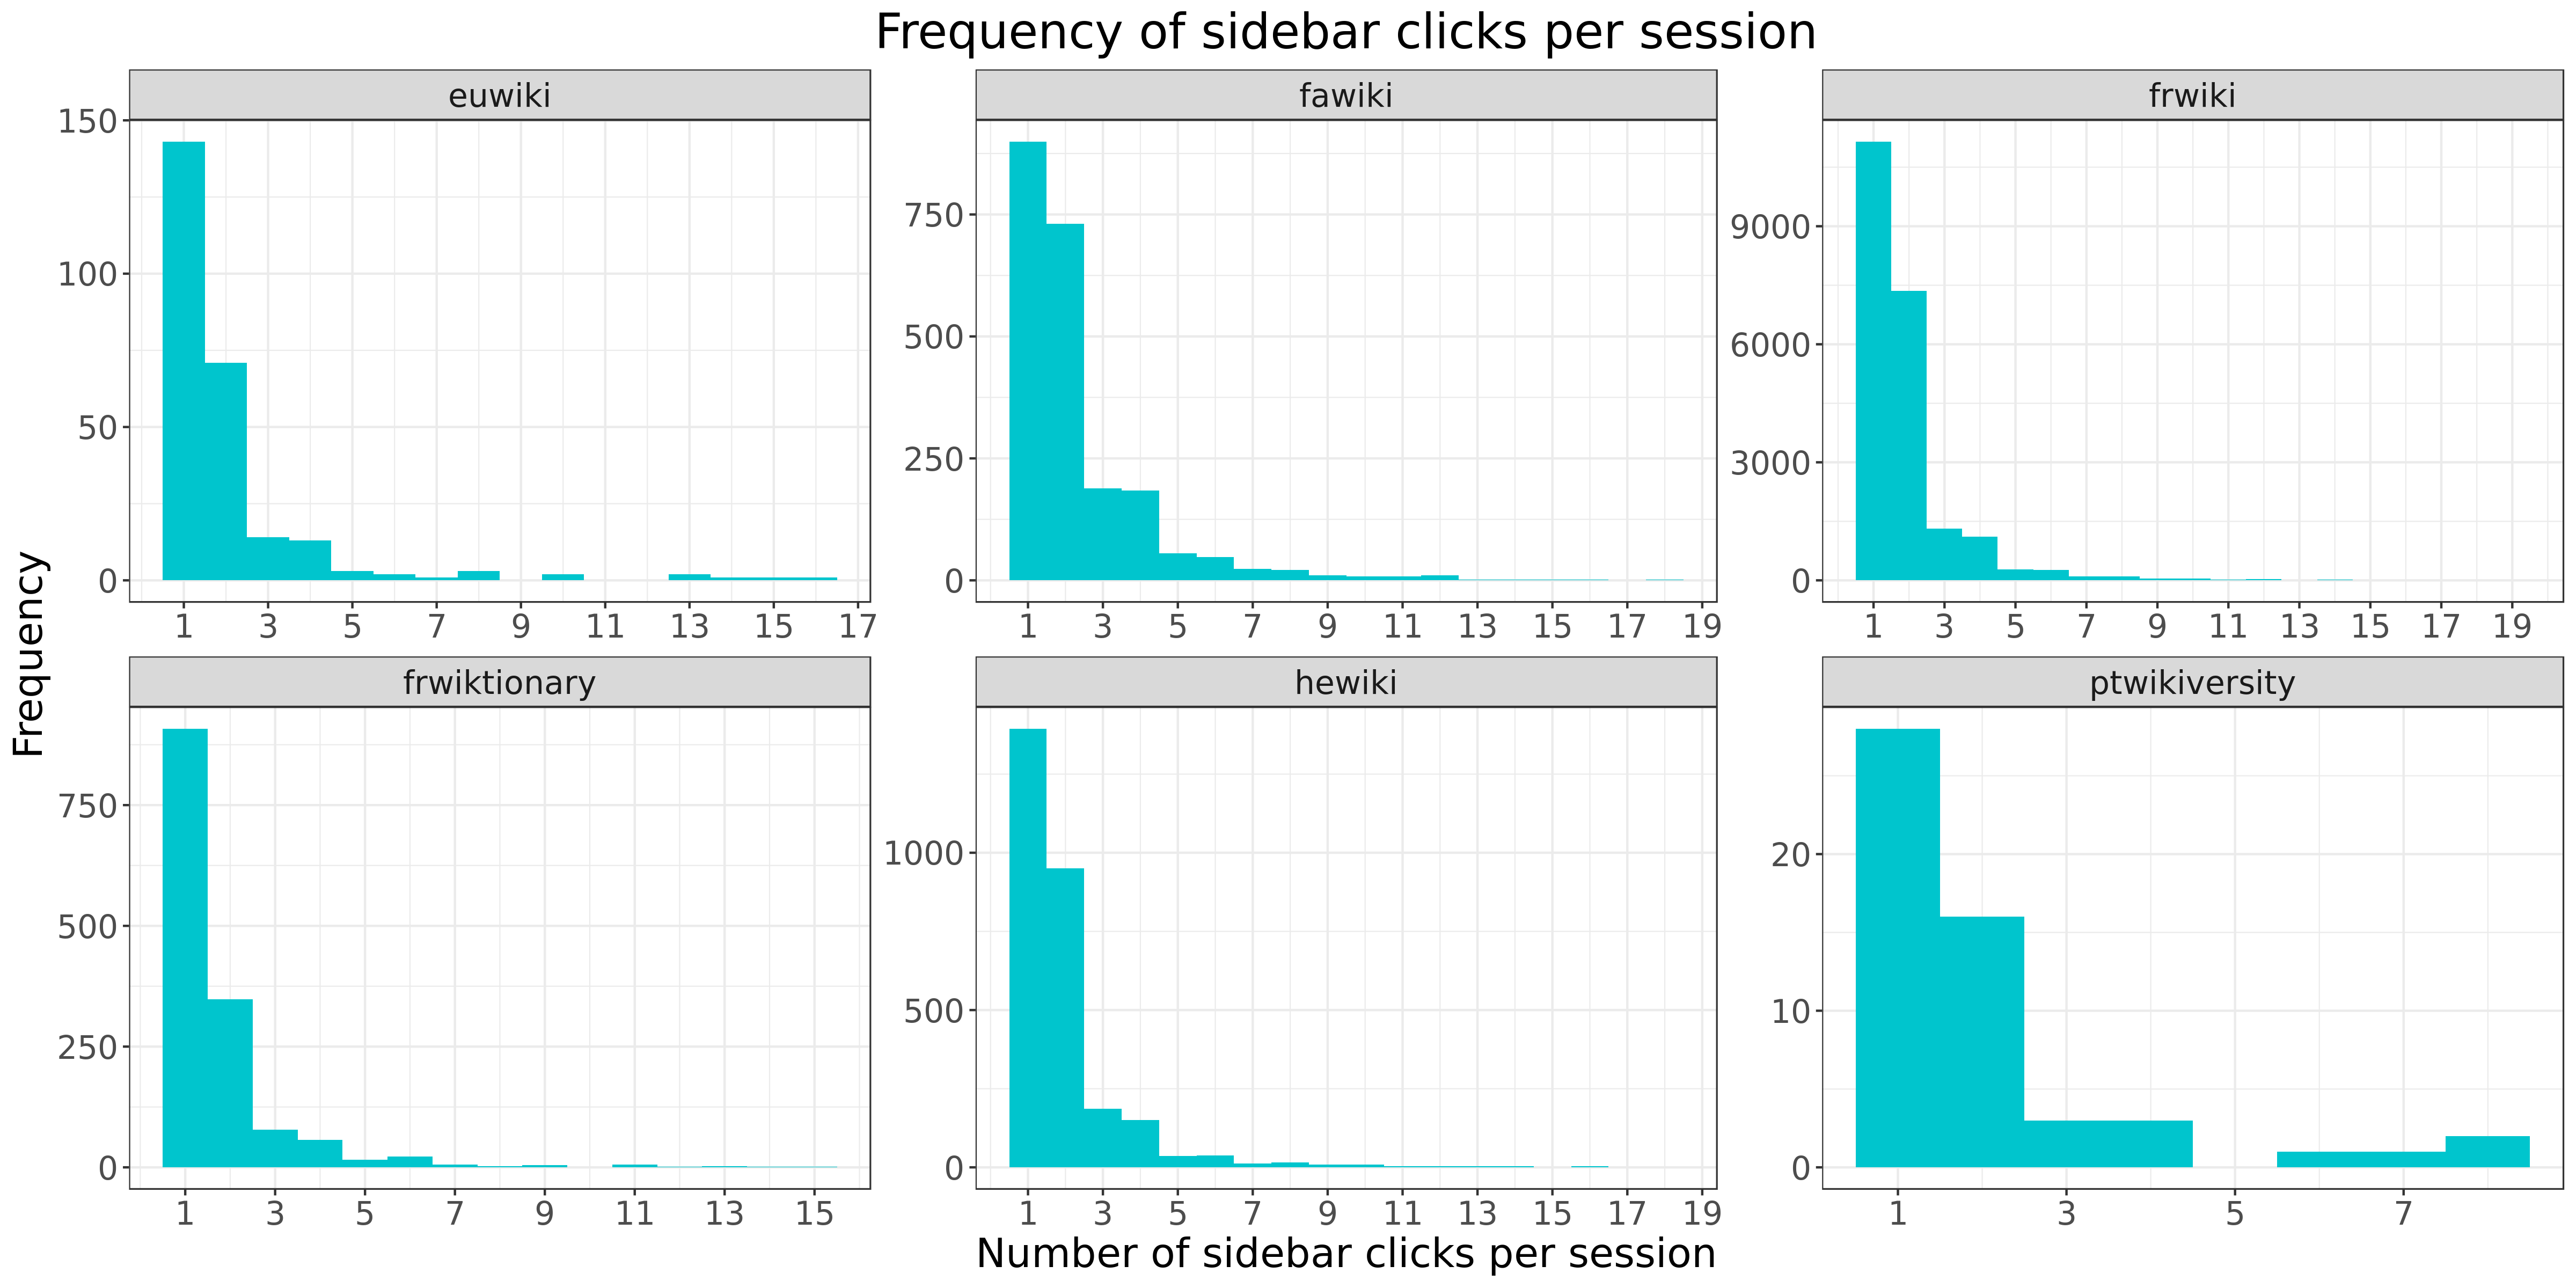 Frequency of sidebar clicks per session
euwiki
fawiki
frwiki
150
100
50
0
750
500
250
0
9000
6000
3000
0
1 3 5 7 9 11 13 15 17
1 3 5 7 9 11 13 15 17 19
1 3 5 7 9 11 13 15 17 19
Frequency
frwiktionary
hewiki
ptwikiversity
750
500
250
0
1000
500
0
20
10
0
1 3 5 7 9 11 13 15
1 3 5 7 9 11 13 15 17 19
1 3 5 7
Number of sidebar clicks per session